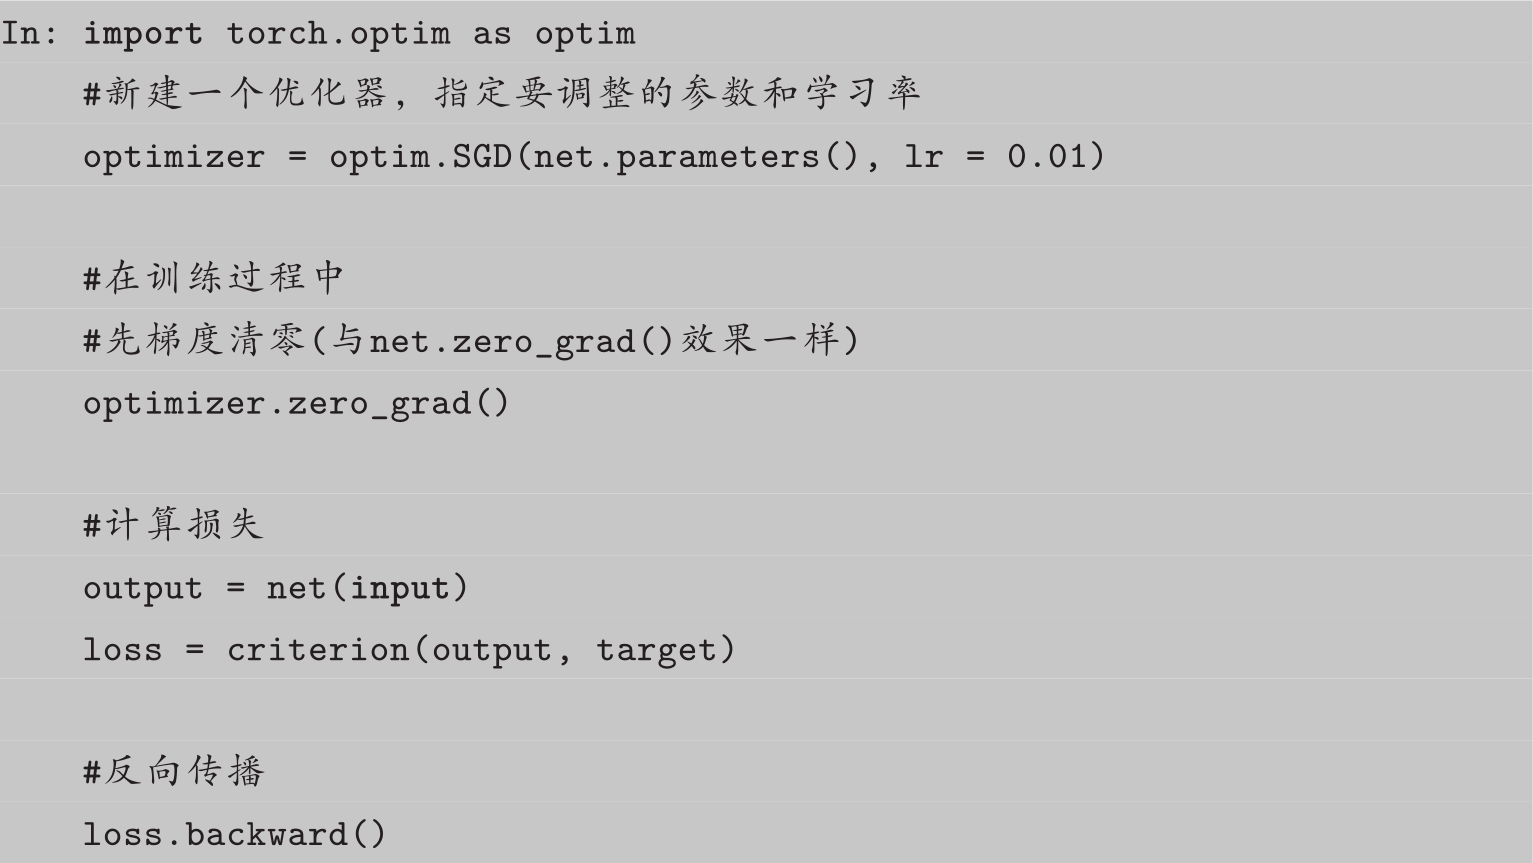 In: import torch.optim as optim
#新建一个优化器, 指定要调整的参数和学习率
optimizer = optim.SGD(net.parameters(), lr = 0.01)
#在训练过程中
#先梯度清零(与net.zero_grad()效果一样)
optimizer.zero_grad()
#计算损失
output = net(input)
loss = criterion(output, target)
#反向传播
loss.backward()